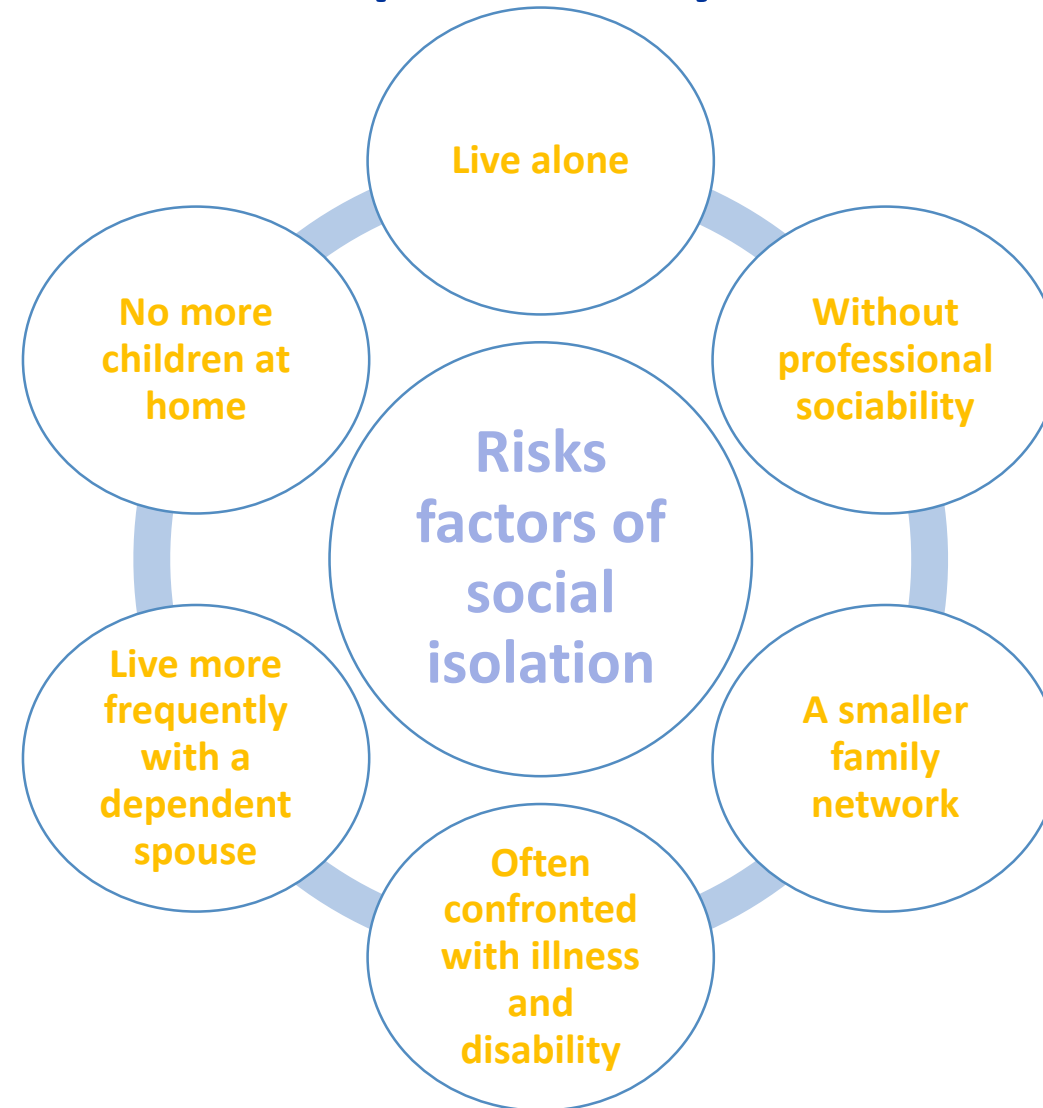 Live alone
Without
professional
sociability
A smaller
family
network
Often
confronted
with illness
and
disability
Live more
frequently
with a
dependent
spouse
No more
children at
home
Risks
factors of
social
isolation